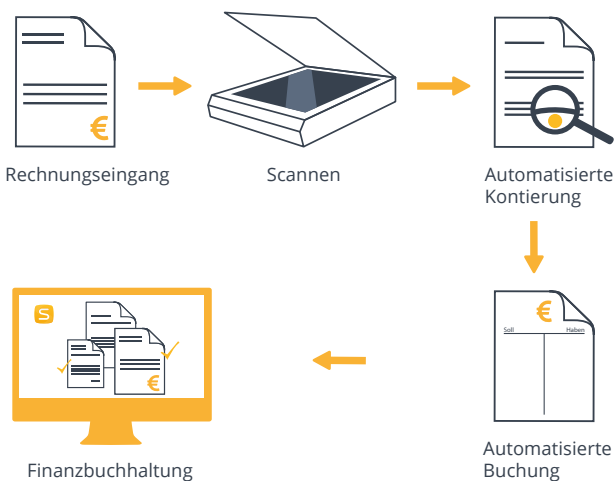 €
Rechnungseingang
Scannen
Automatisierte
Kontierung
€
Soll Haben
Automatisierte
Buchung
S
€
Finanzbuchhaltung